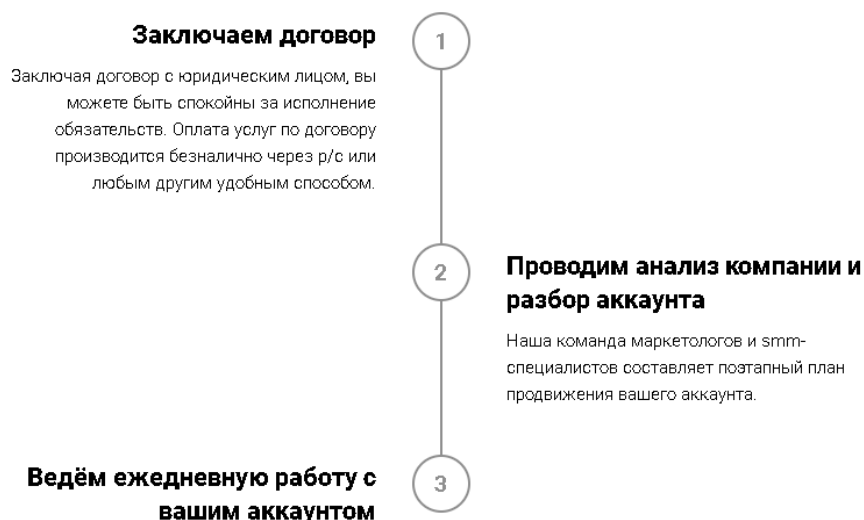 Заключаем договор
1
Заключая договор с юридическим лицом, вы
можете быть спокойны за исполнение
обязательств. Оплата услуг по договору
производится безналично через р/с или
любым другим удобным способом.
2
Проводим анализ компании и
разбор аккаунта
Наша команда маркетологов и smm-
специалистов составляет поэтапный план
продвижения вашего аккаунта.
Ведём ежедневную работу с
вашим аккаунтом
3